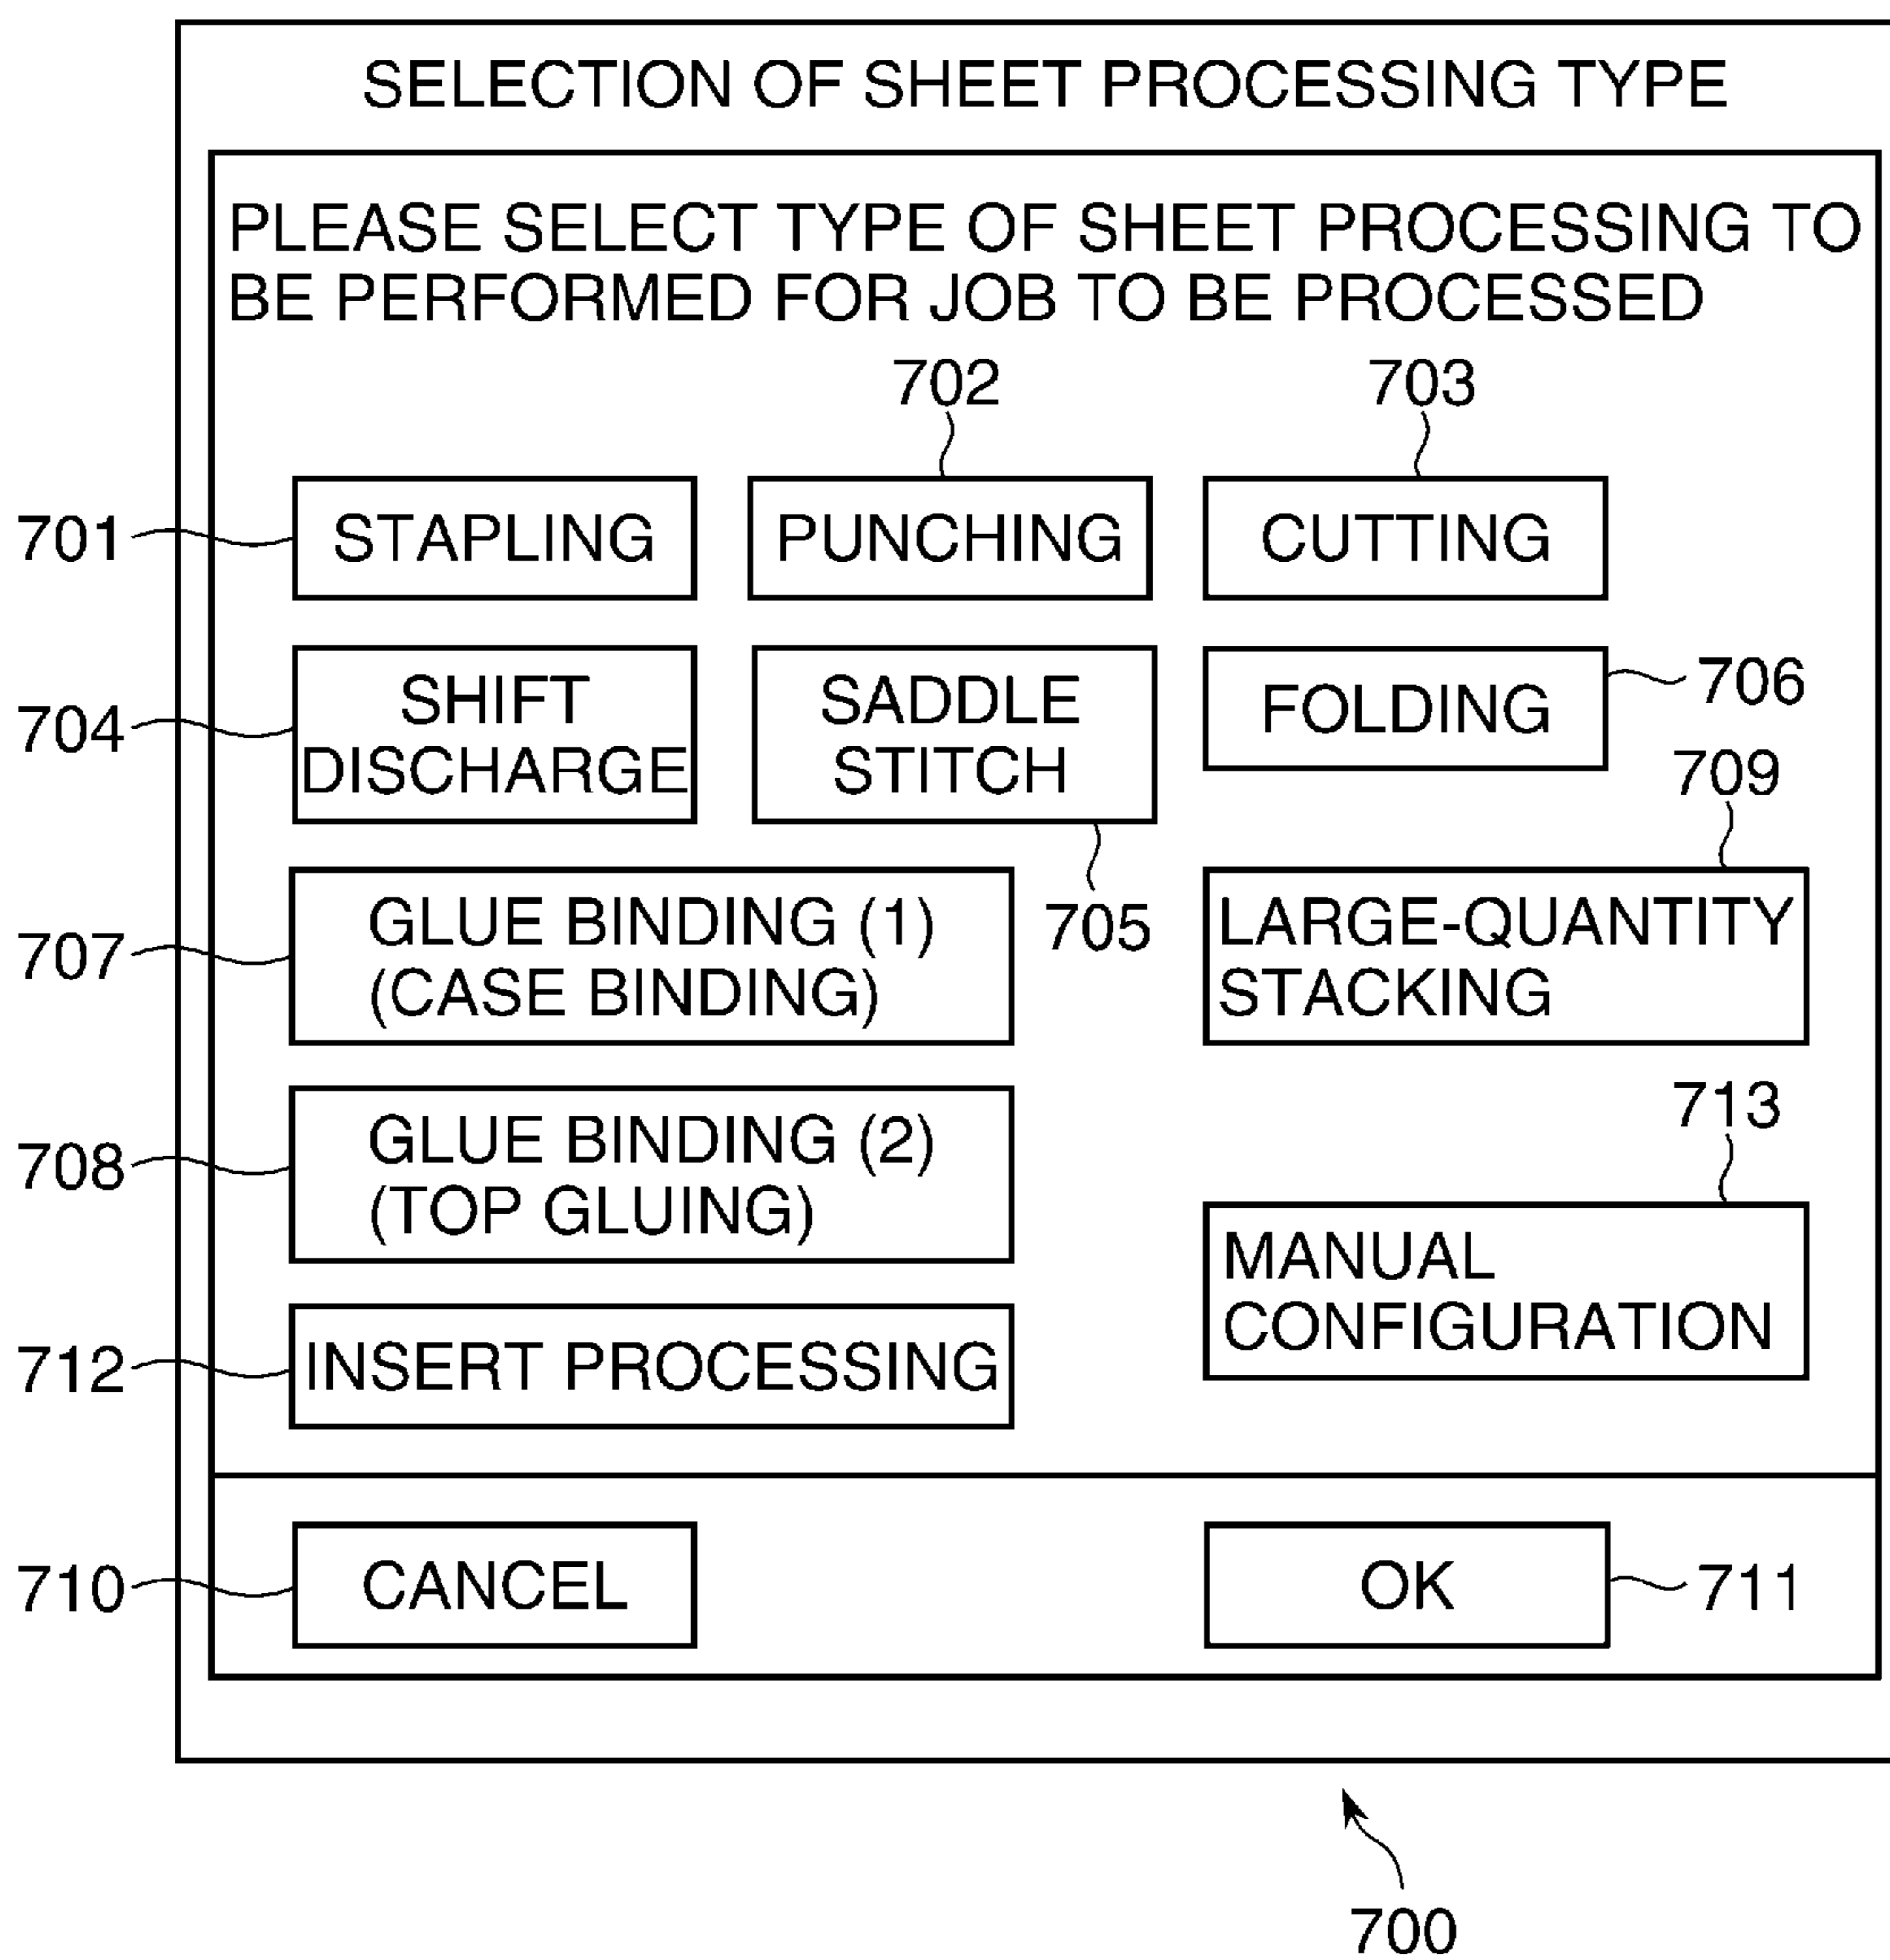 SELECTION OF SHEET PROCESSING TYPE
PLEASE SELECT TYPE OF SHEET PROCESSING TO
BE PERFORMED FOR JOB TO BE PROCESSED
702
703
701
STAPLING
PUNCHING
CUTTING
704
SHIFT
DISCHARGE
SADDLE
STITCH
FOLDING
706
709
707
GLUE BINDING (1)
(CASE BINDING)
705
LARGE-QUANTITY
STACKING
708
GLUE BINDING (2)
(TOP GLUING)
713
MANUAL
CONFIGURATION
712
INSERT PROCESSING
710
CANCEL
OK
711
700